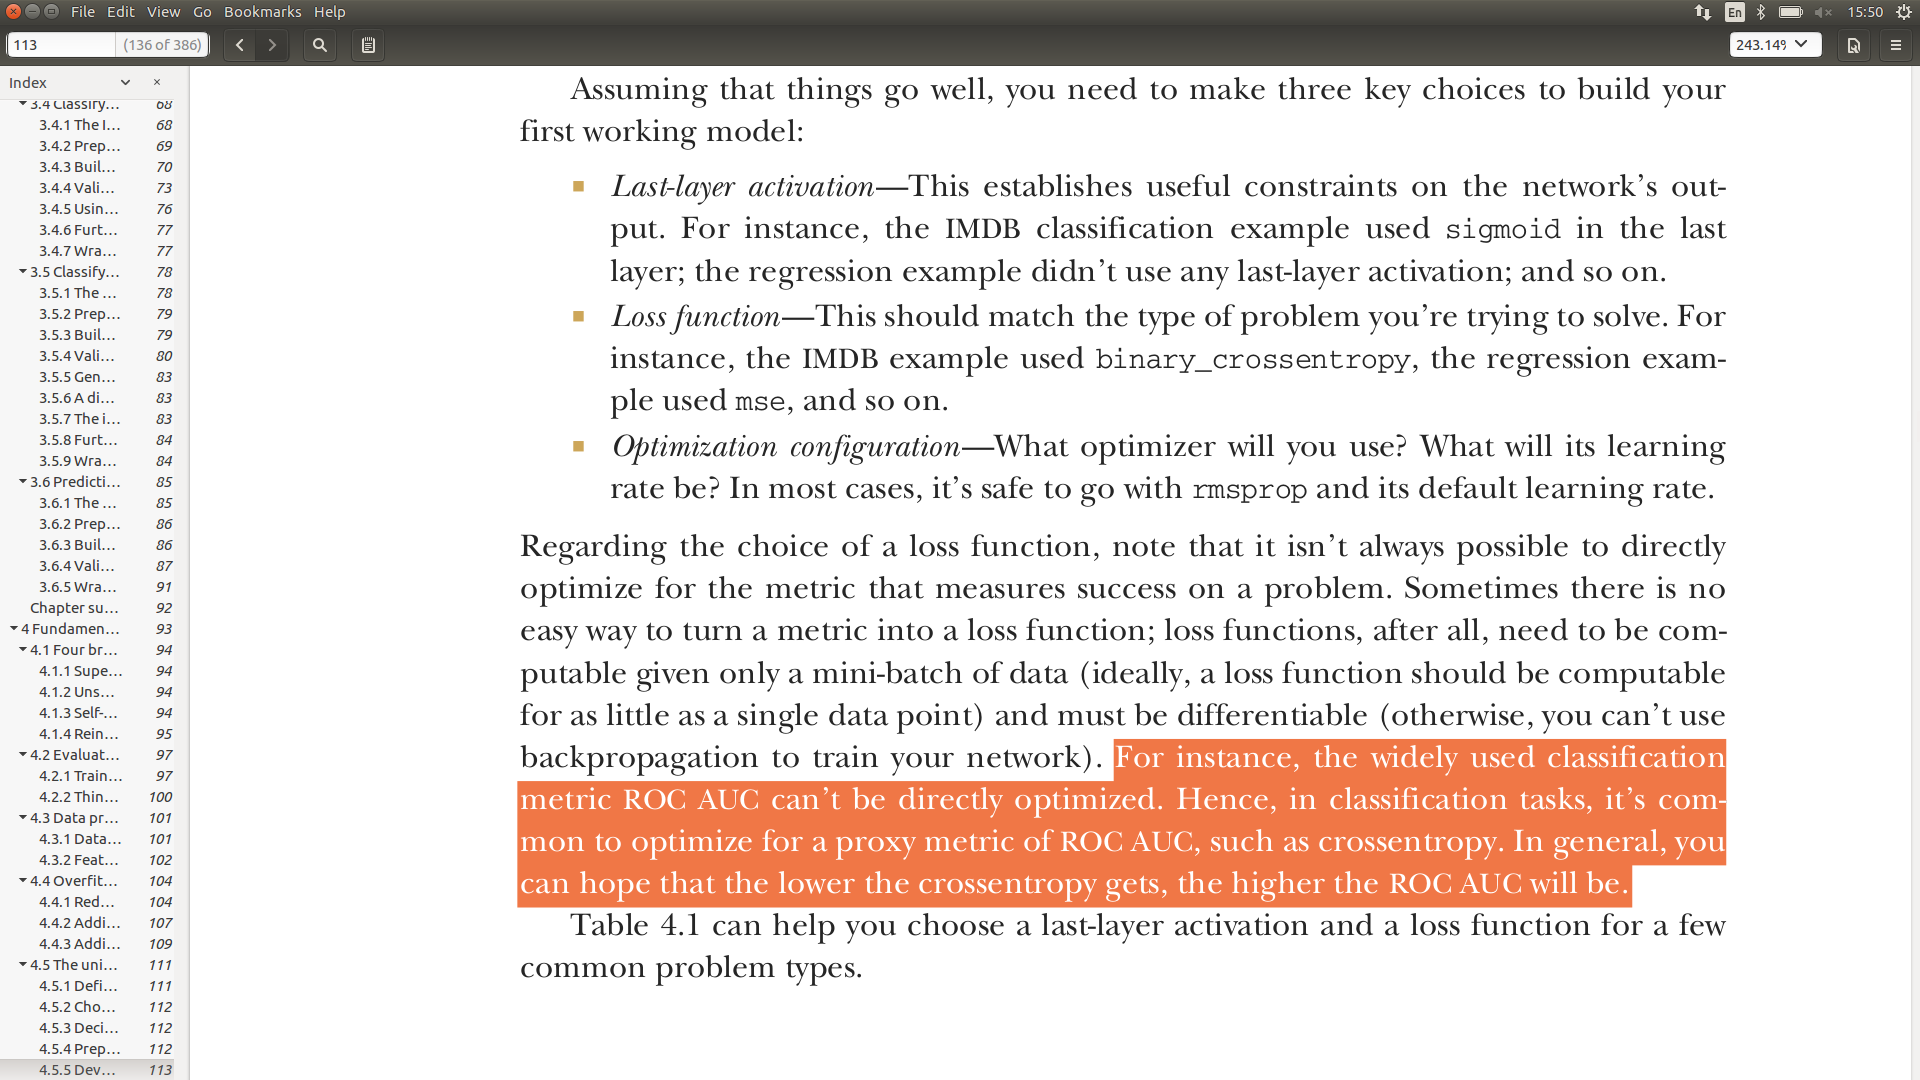 File Edit View Go Bookmarks Help
En 15:50
113 (136 of 386)
243.14%
Index
3.4 Classify... 68
3.4.1 The I... 68
3.4.2 Prep... 69
3.4.3 Buil... 70
3.4.4 Vali... 73
3.4.5 Usin... 76
3.4.6 Furt... 77
3.4.7 Wra... 77
3.5 Classify... 78
3.5.1 The ... 78
3.5.2 Prep... 79
3.5.3 Buil... 79
3.5.4 Vali... 80
3.5.5 Gen... 83
3.5.6 A di... 83
3.5.7 The i... 83
3.5.8 Furt... 84
3.5.9 Wra... 84
3.6 Predicti... 85
3.6.1 The ... 85
3.6.2 Prep... 86
3.6.3 Buil... 86
3.6.4 Vali... 87
3.6.5 Wra... 91
Chapter su... 92
4 Fundamen... 93
4.1 Four br... 94
4.1.1 Supe... 94
4.1.2 Uns... 94
4.1.3 Self-... 94
4.1.4 Rein... 95
4.2 Evaluat... 97
4.2.1 Train... 97
4.2.2 Thin... 100
4.3 Data pr... 101
4.3.1 Data... 101
4.3.2 Feat... 102
4.4 Overfit... 104
4.4.1 Red... 104
4.4.2 Addi... 107
4.4.3 Addi... 109
4.5 The uni... 111
4.5.1 Defi... 111
4.5.2 Cho... 112
4.5.3 Deci... 112
4.5.4 Prep... 112
4.5.5 Dev... 113
Assuming that things go well, you need to make three key choices to build your
first working model:
Last-layer activation—This establishes useful constraints on the network’s out-
put. For instance, the IMDB classification example used sigmoid in the last
layer; the regression example didn’t use any last-layer activation; and so on.
Loss function—This should match the type of problem you’re trying to solve. For
instance, the IMDB example used binary_crossentropy, the regression exam-
ple used mse, and so on.
Optimization configuration—What optimizer will you use? What will its learning
rate be? In most cases, it’s safe to go with rmsprop and its default learning rate.
Regarding the choice of a loss function, note that it isn’t always possible to directly
optimize for the metric that measures success on a problem. Sometimes there is no
easy way to turn a metric into a loss function; loss functions, after all, need to be com-
putable given only a mini-batch of data (ideally, a loss function should be computable
for as little as a single data point) and must be differentiable (otherwise, you can’t use
backpropagation to train your network). For instance, the widely used classification
metric ROC AUC can’t be directly optimized. Hence, in classification tasks, it’s com-
mon to optimize for a proxy metric of ROC AUC, such as crossentropy. In general, you
can hope that the lower the crossentropy gets, the higher the ROC AUC will be.
Table 4.1 can help you choose a last-layer activation and a loss function for a few
common problem types.